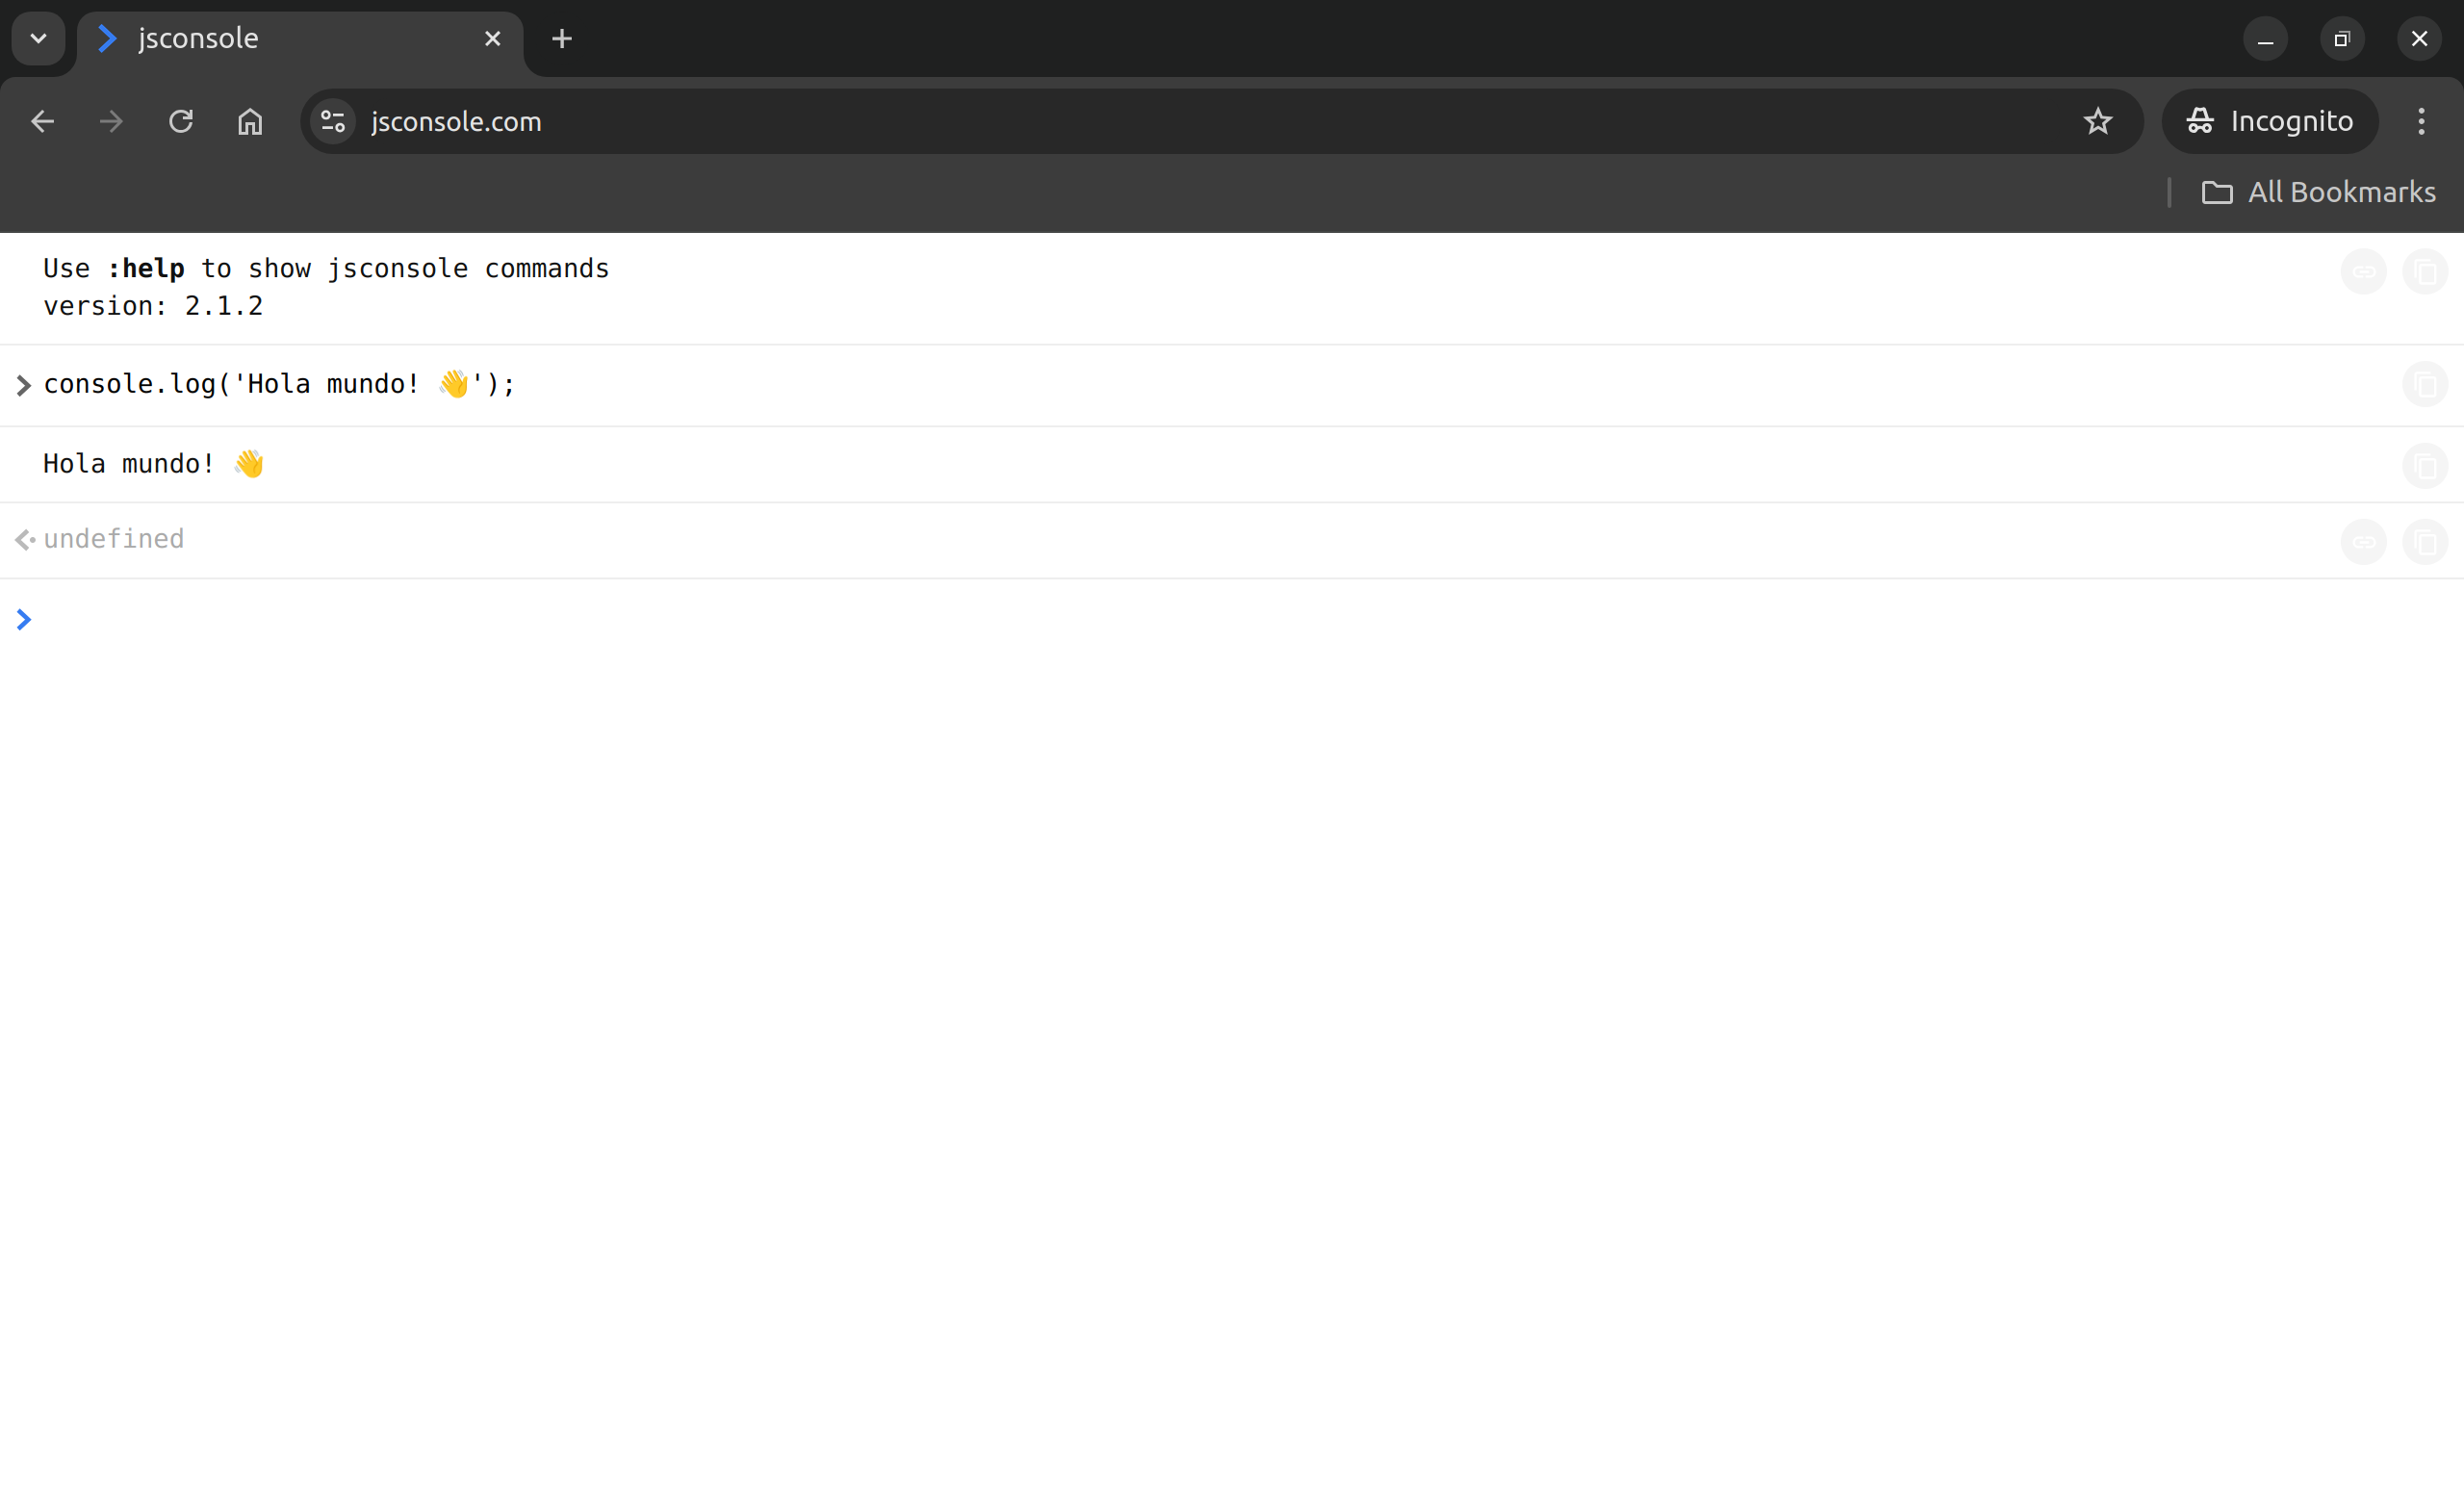 jsconsole
jsconsole.com
Incognito
All Bookmarks
Use :help to show jsconsole commands
version: 2.1.2
console.log('Hola mundo! 👋');
Hola mundo! 👋
undefined